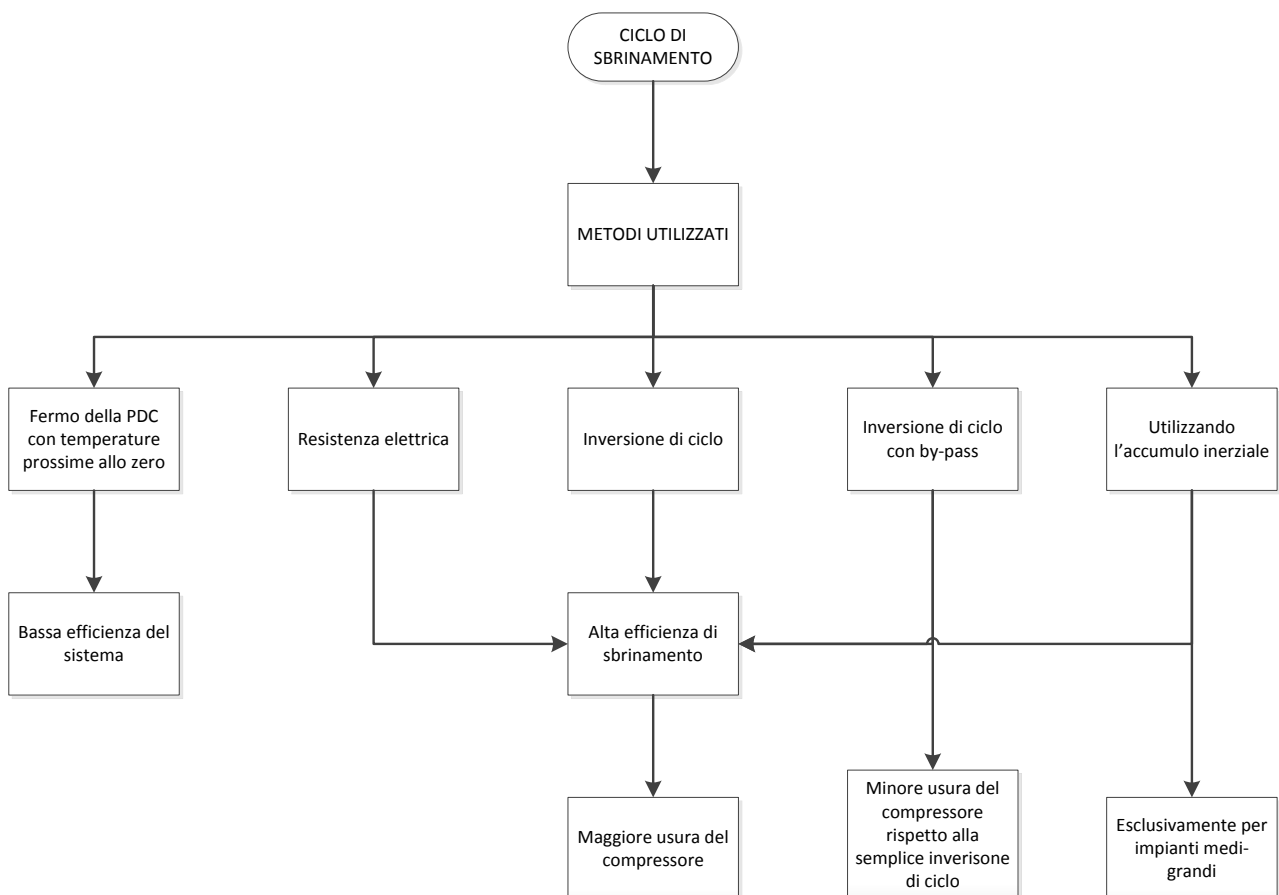 CICLO DI
SBRINAMENTO
METODI UTILIZZATI
Fermo della PDC
con temperature
prossime allo zero
Resistenza elettrica
Inversione di ciclo
Inversione di ciclo
con by-pass
Utilizzando
l’accumulo inerziale
Bassa efficienza del
sistema
Alta efficienza di
sbrinamento
Maggiore usura del
compressore
Minore usura del
compressore
rispetto alla
semplice inverisone
di ciclo
Esclusivamente per
impianti medi-
grandi